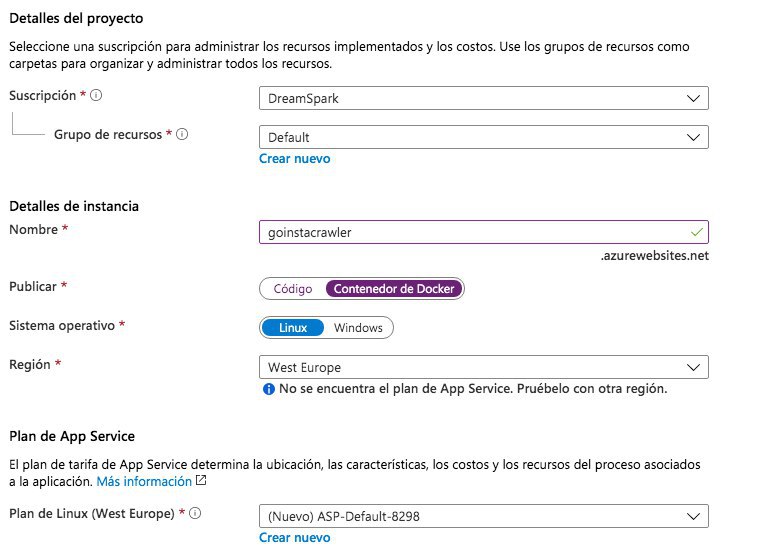 Detalles del proyecto
Seleccione una suscripción para administrar los recursos implementados y los costos. Use los grupos de recursos como
carpetas para organizar y administrar todos los recursos.
Suscripción *
DreamSpark
Grupo de recursos *
Default
Crear nuevo
Detalles de instancia
Nombre *
goinstacrawler
.azurewebsites.net
Publicar *
Código Contenedor de Docker
Sistema operativo *
Linux Windows
Región *
West Europe
No se encuentra el plan de App Service. Pruébelo con otra región.
Plan de App Service
El plan de tarifa de App Service determina la ubicación, las características, los costos y los recursos del proceso asociados
a la aplicación. Más información
Plan de Linux (West Europe) *
(Nuevo) ASP-Default-8298
Crear nuevo